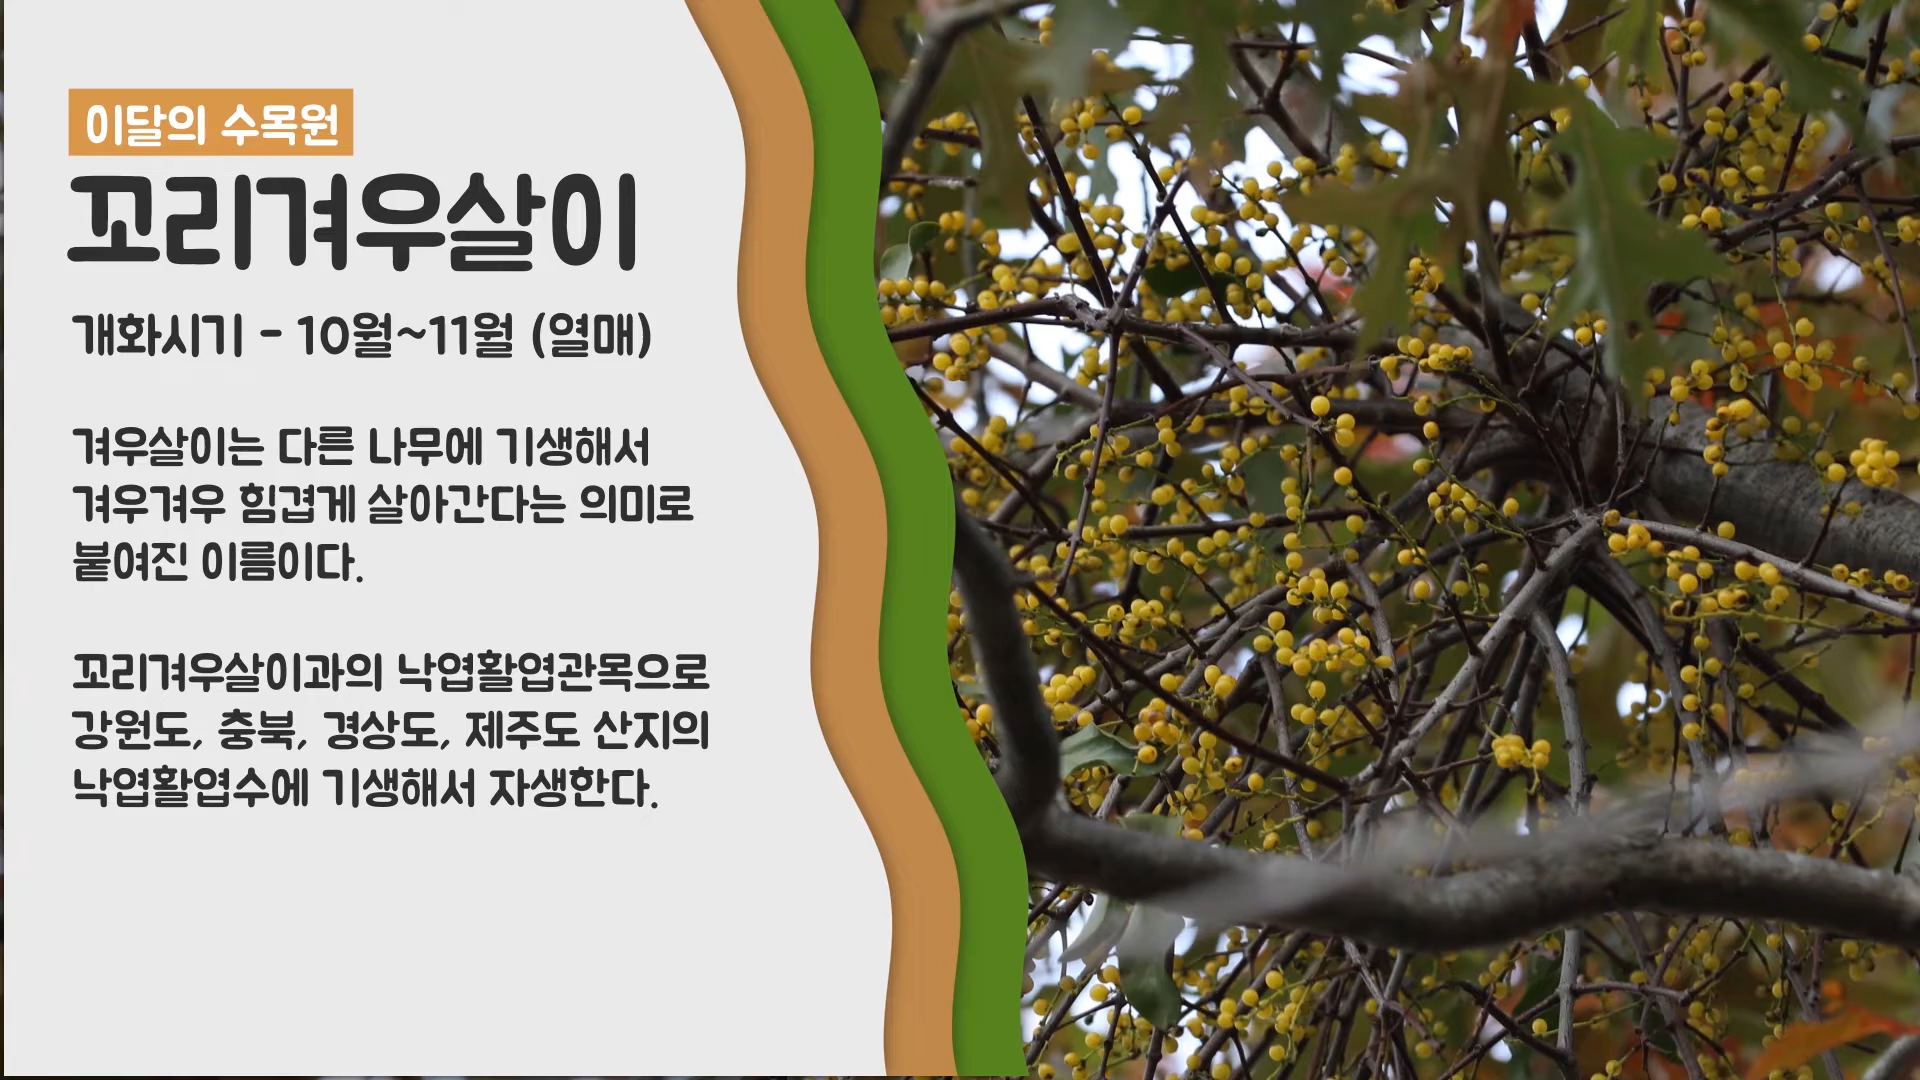 이달의 수목원
꼬리겨우살이
개화시기 - 10월~11월 (열매)
겨우살이는 다른 나무에 기생해서
겨우겨우 힘겹게 살아간다는 의미로
붙여진 이름이다.
꼬리겨우살이과의 낙엽활엽관목으로
강원도, 충북, 경상도, 제주도 산지의
낙엽활엽수에 기생해서 자생한다.